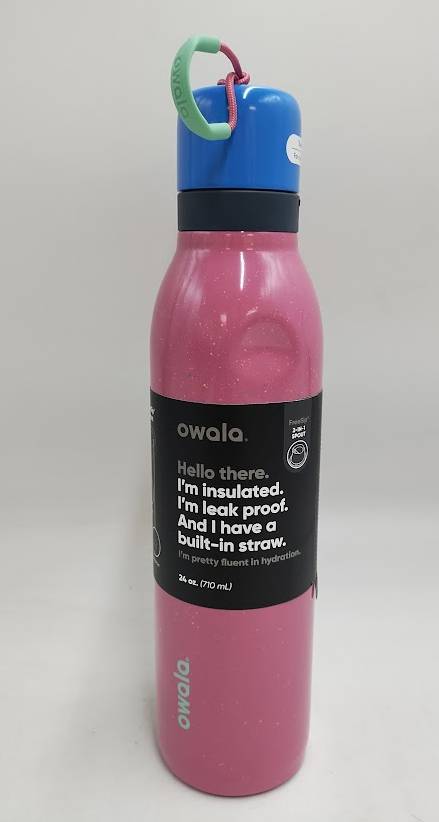 owala
owala.
FreeSip
2-IN-1
SPOUT
Hello there.
I'm insulated.
I'm leak proof.
And I have a
built-in straw.
I'm pretty fluent in hydration.
24 oz. (710 mL)
owala.